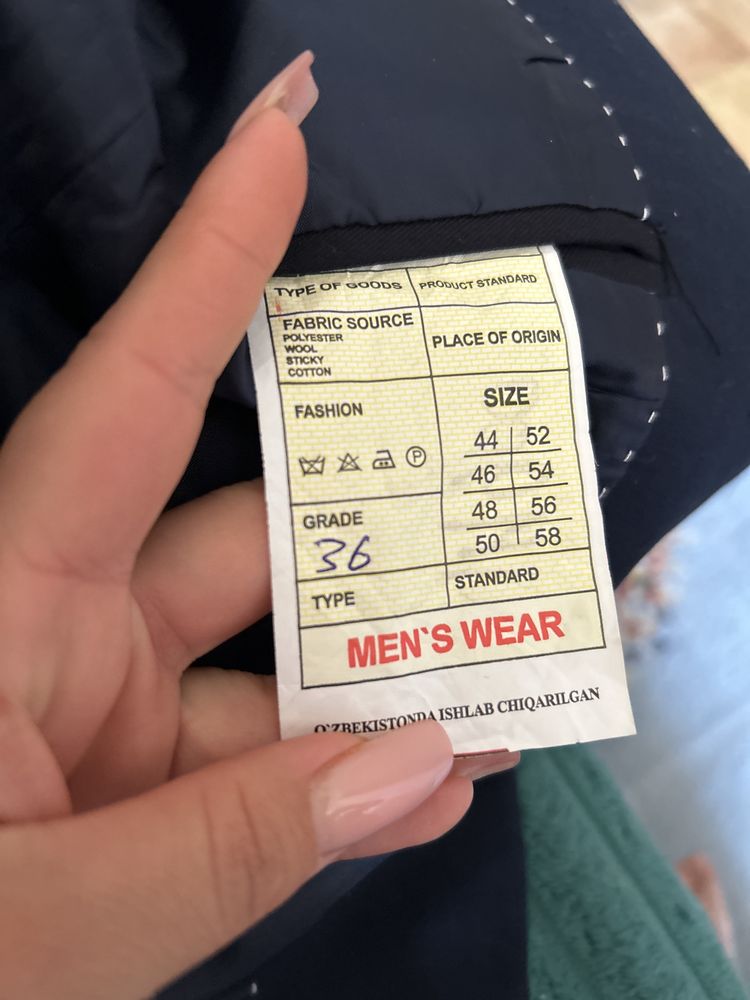 TYPE OF GOODS
PRODUCT STANDARD
FABRIC SOURCE
POLYESTER
WOOL
STICKY
COTTON
PLACE OF ORIGIN
FASHION
SIZE
44 52
46 54
48 56
50 58
P
GRADE
36
TYPE
STANDARD
MEN`S WEAR
O`ZBEKISTONDA ISHLAB CHIQARILGAN